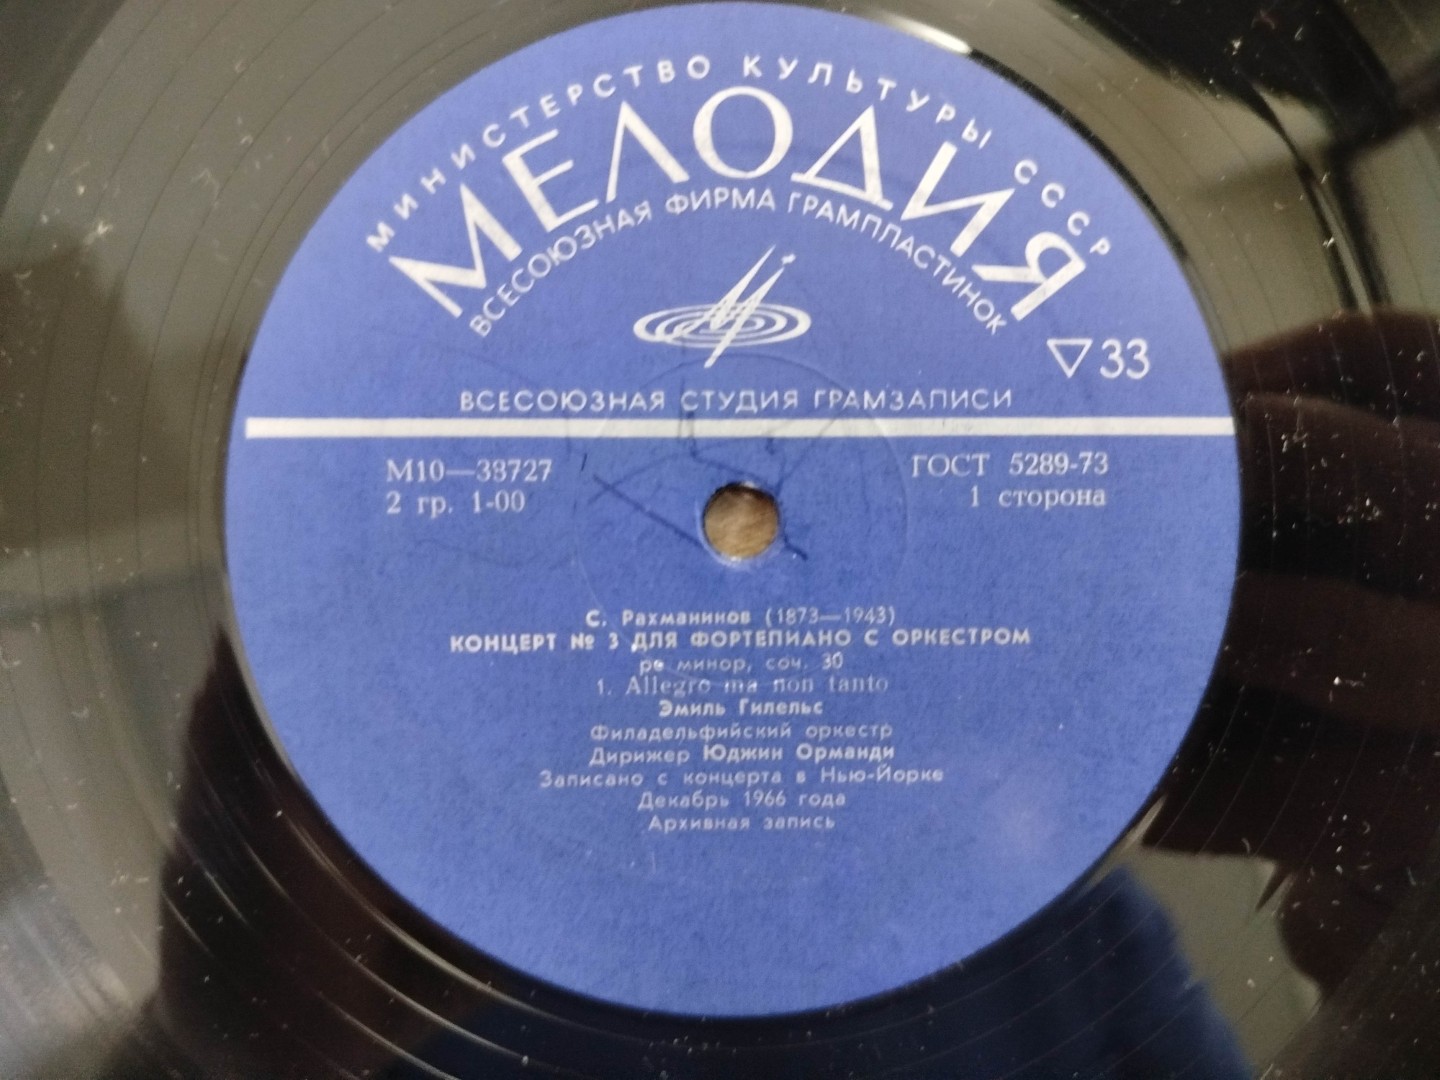 МИНИСТЕРСТВО КУЛЬТУРЫ СССР
МЕЛОДИЯ
ВСЕСОЮЗНАЯ ФИРМА ГРАМПЛАСТИНОК
▽33
ВСЕСОЮЗНАЯ СТУДИЯ ГРАМЗАПИСИ
М10—38727
ГОСТ 5289-73
2 гр. 1-00
1 сторона
С. Рахманинов (1873—1943)
КОНЦЕРТ № 3 ДЛЯ ФОРТЕПИАНО С ОРКЕСТРОМ
ре минор, соч. 30
1. Allegro ma non tanto
Эмиль Гилельс
Филадельфийский оркестр
Дирижер Юджин Орманди
Записано с концерта в Нью-Йорке
Декабрь 1966 года
Архивная запись